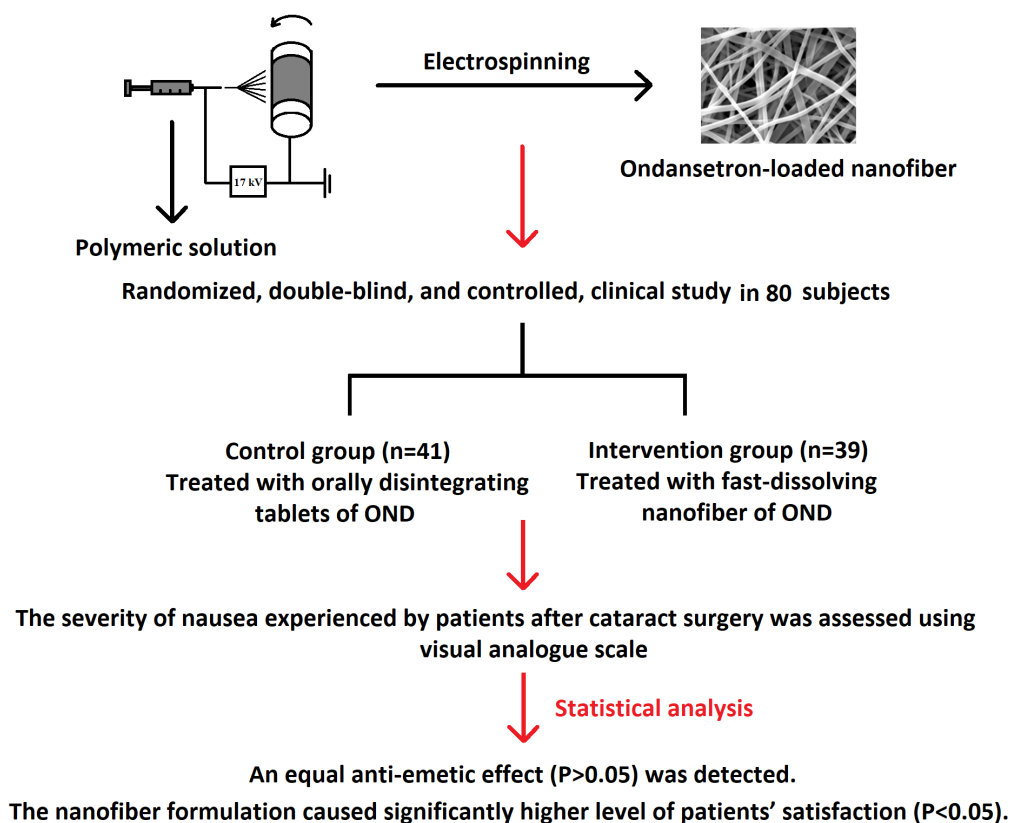 Electrospinning
17 kV
Ondansetron-loaded nanofiber
Polymeric solution
Randomized, double-blind, and controlled, clinical study in 80 subjects
Control group (n=41)
Treated with orally disintegrating
tablets of OND
Intervention group (n=39)
Treated with fast-dissolving
nanofiber of OND
The severity of nausea experienced by patients after cataract surgery was assessed using
visual analogue scale
Statistical analysis
An equal anti-emetic effect (P>0.05) was detected.
The nanofiber formulation caused significantly higher level of patients’ satisfaction (P<0.05).